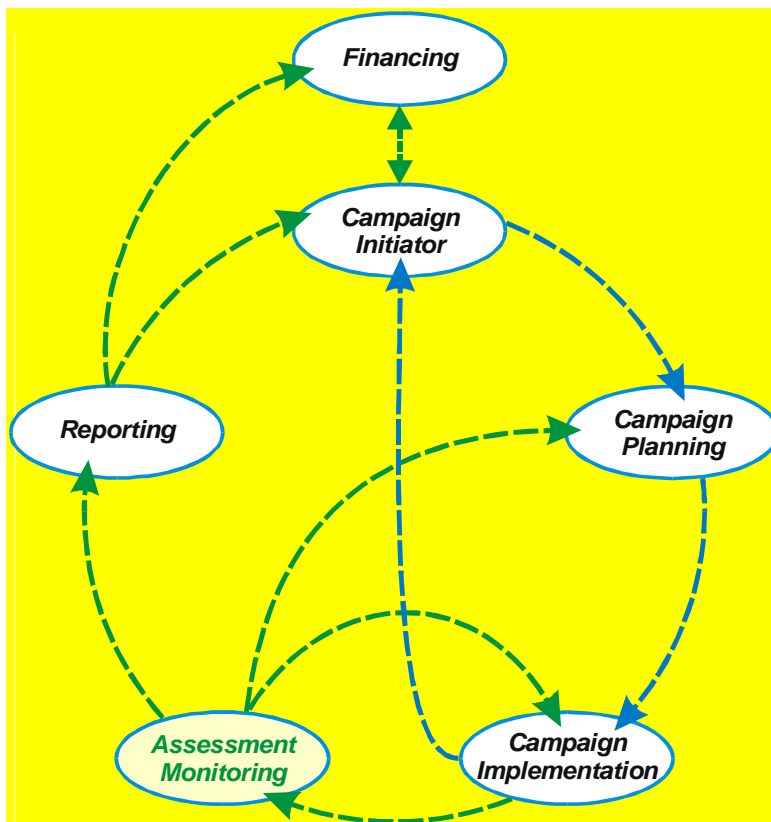 Financing
Campaign
Initiator
Reporting
Campaign
Planning
Assessment
Monitoring
Campaign
Implementation